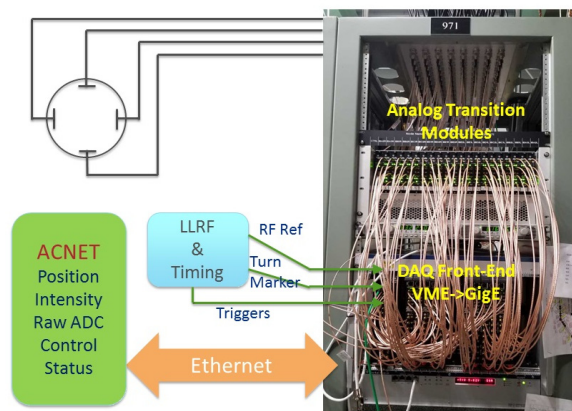 971
Analog Transition
Modules
LLRF
&
Timing
RF Ref
Turn
Marker
Triggers
DAQ Front-End
VME->GigE
ACNET
Position
Intensity
Raw ADC
Control
Status
Ethernet